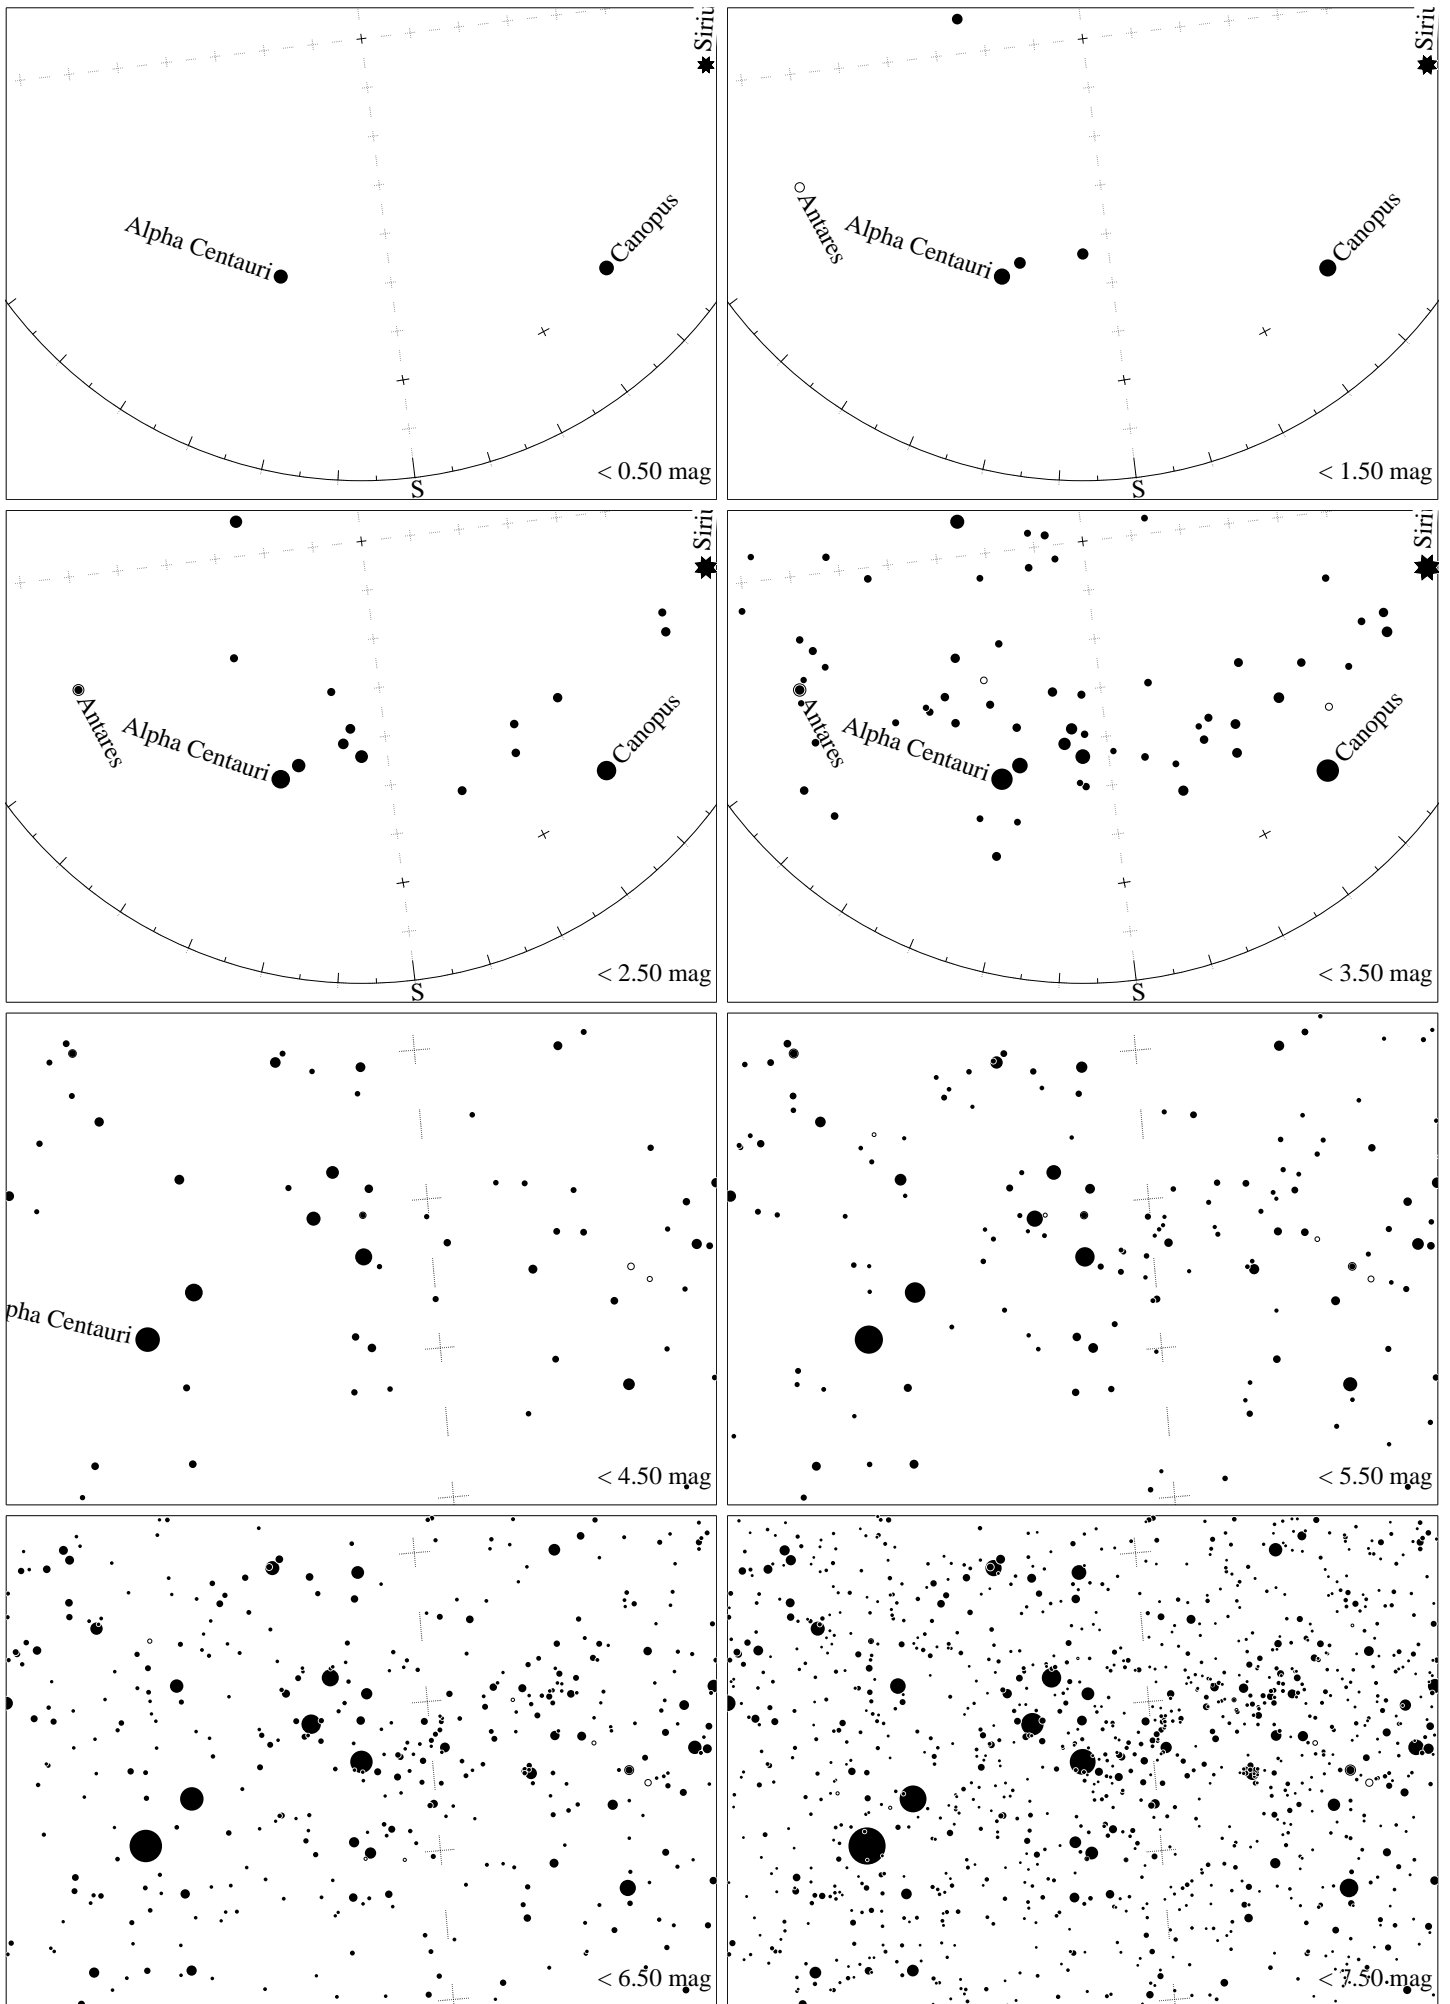 Siriu
Alpha Centauri
Canopus
S
< 0.50 mag
Siriu
Antares
Alpha Centauri
Canopus
S
< 1.50 mag
Siriu
Antares
Alpha Centauri
Canopus
S
< 2.50 mag
Siriu
Antares
Alpha Centauri
Canopus
S
< 3.50 mag
pha Centauri
< 4.50 mag
< 5.50 mag
< 6.50 mag
< 7.50 mag